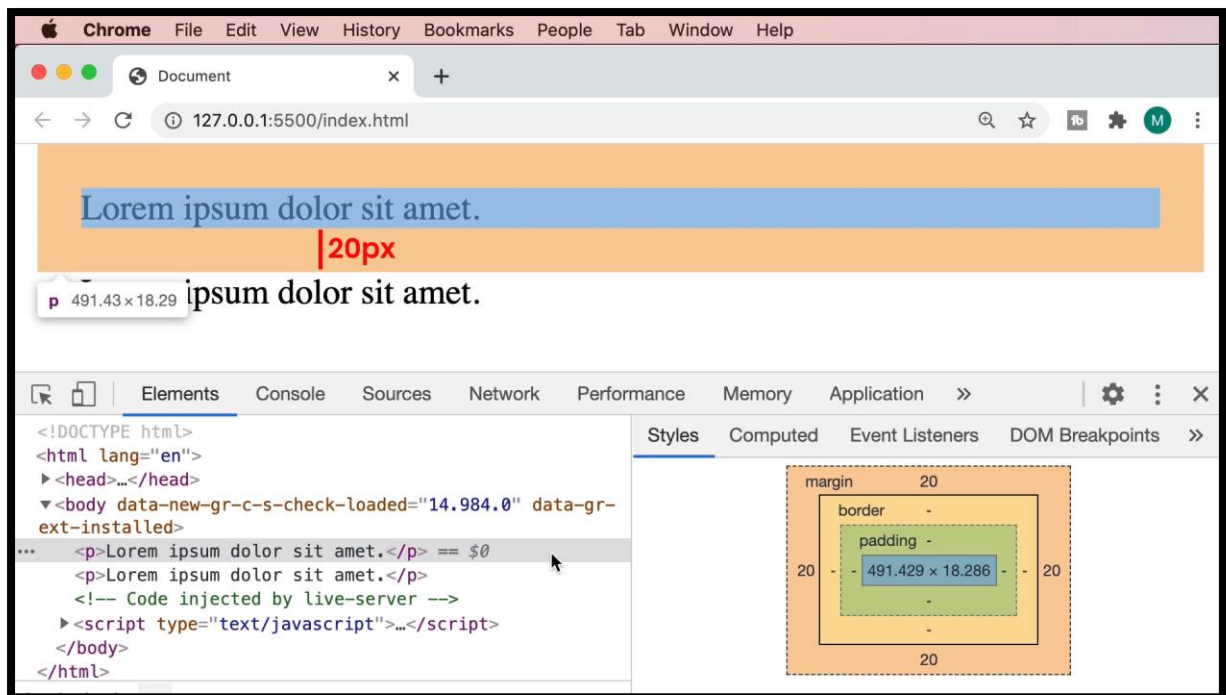 Chrome File Edit View History Bookmarks People Tab Window Help
Document
127.0.0.1:5500/index.html
M
Lorem ipsum dolor sit amet.
20px
ipsum dolor sit amet.
p 491.43 × 18.29
Elements Console Sources Network Performance Memory Application
<!DOCTYPE html>
<html lang="en">
<head>…</head>
<body data-new-gr-c-s-check-loaded="14.984.0" data-gr-
ext-installed>
<p>Lorem ipsum dolor sit amet.</p> == $0
<p>Lorem ipsum dolor sit amet.</p>
<!-- Code injected by live-server -->
<script type="text/javascript">…</script>
</body>
</html>
Styles Computed Event Listeners DOM Breakpoints
margin 20
border -
padding -
20 - - 491.429 × 18.286 - - 20
-
-
20